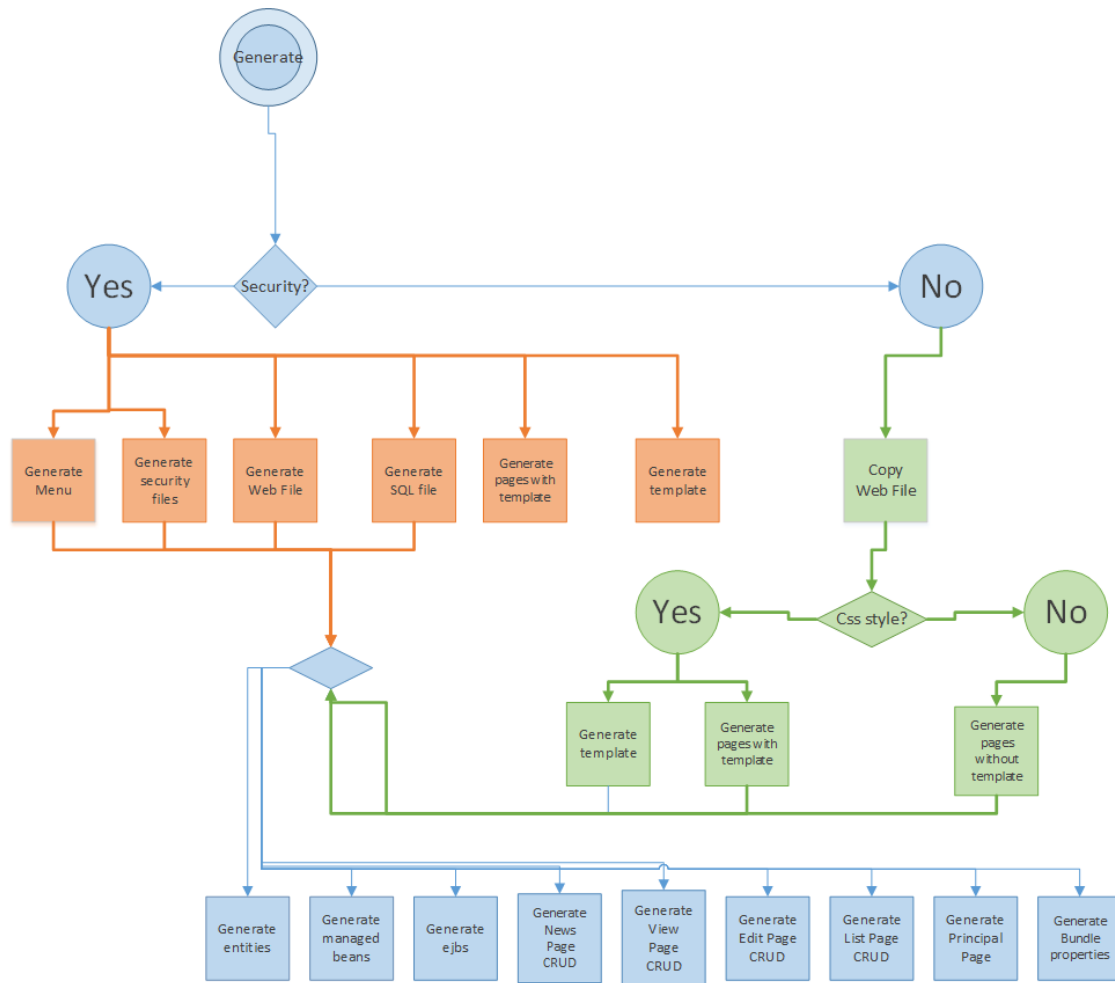 Generate
Yes
Security?
No
Generate
Menu
Generate
security
files
Generate
Web File
Generate
SQL file
Generate
pages with
template
Generate
template
Copy
Web File
Yes
Css style?
No
Generate
template
Generate
pages with
template
Generate
pages
without
template
Generate
entities
Generate
managed
beans
Generate
ejbs
Generate
News
Page
CRUD
Generate
View
Page
CRUD
Generate
Edit Page
CRUD
Generate
List Page
CRUD
Generate
Principal
Page
Generate
Bundle
properties